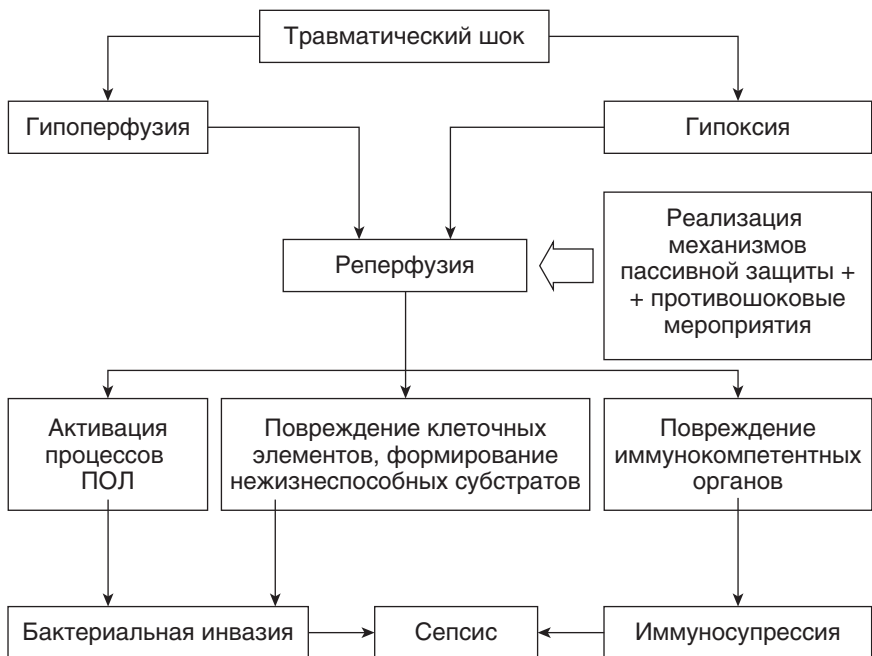 Травматический шок
Гипоперфузия
Гипоксия
Реализация
механизмов
пассивной защиты +
+ противошоковые
мероприятия
Реперфузия
Активация
процессов
ПОЛ
Повреждение клеточных
элементов, формирование
нежизнеспособных субстратов
Повреждение
иммунокомпетентных
органов
Бактериальная инвазия
Сепсис
Иммуносупрессия